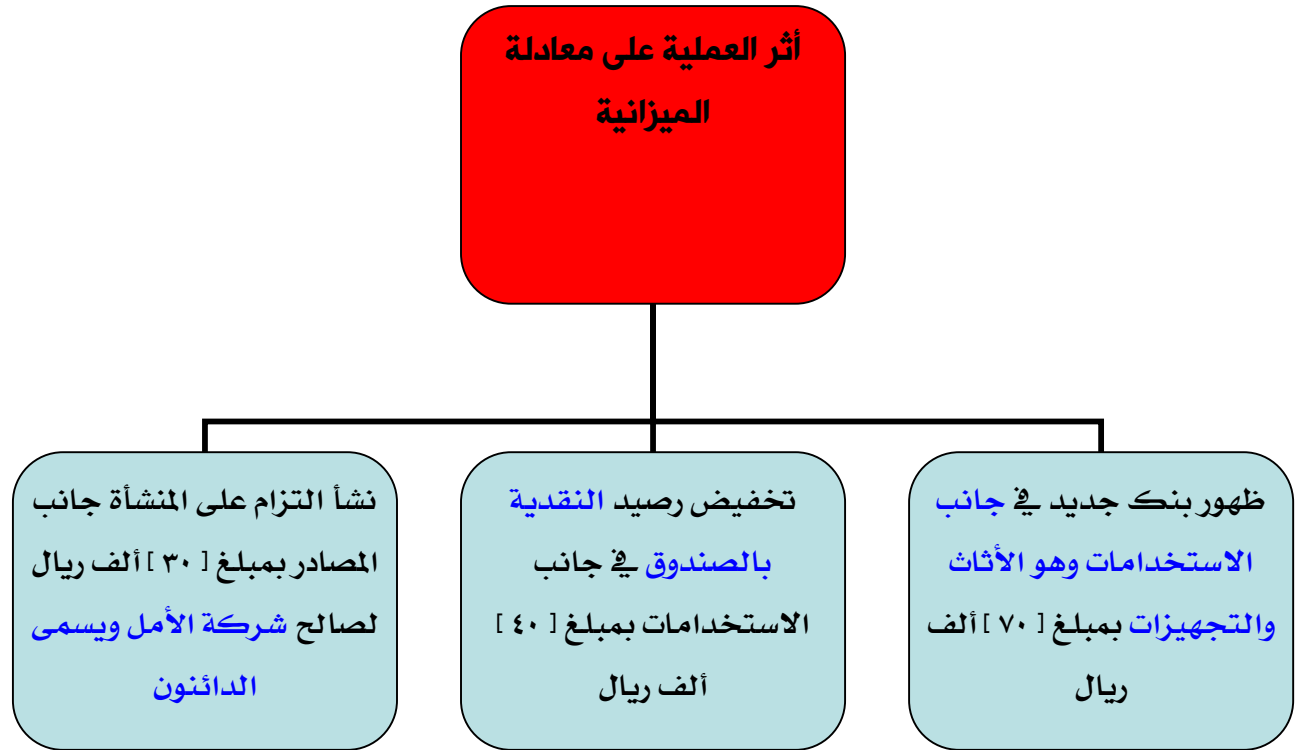 أثر العملية على معادلة
الميزانية
ظهور بنك جديد في جانب
الاستخدامات وهو الأثاث
والتجهيزات بمبلغ [ ٧٠ ] ألف
ريال
تخفيض رصيد النقدية
بالصندوق في جانب
الاستخدامات بمبلغ [ ٤٠ ]
ألف ريال
نشأ التزام على المنشأة جانب
المصادر بمبلغ [ ٣٠ ] ألف ريال
لصالح شركة الأمل ويسمى
الدائنون